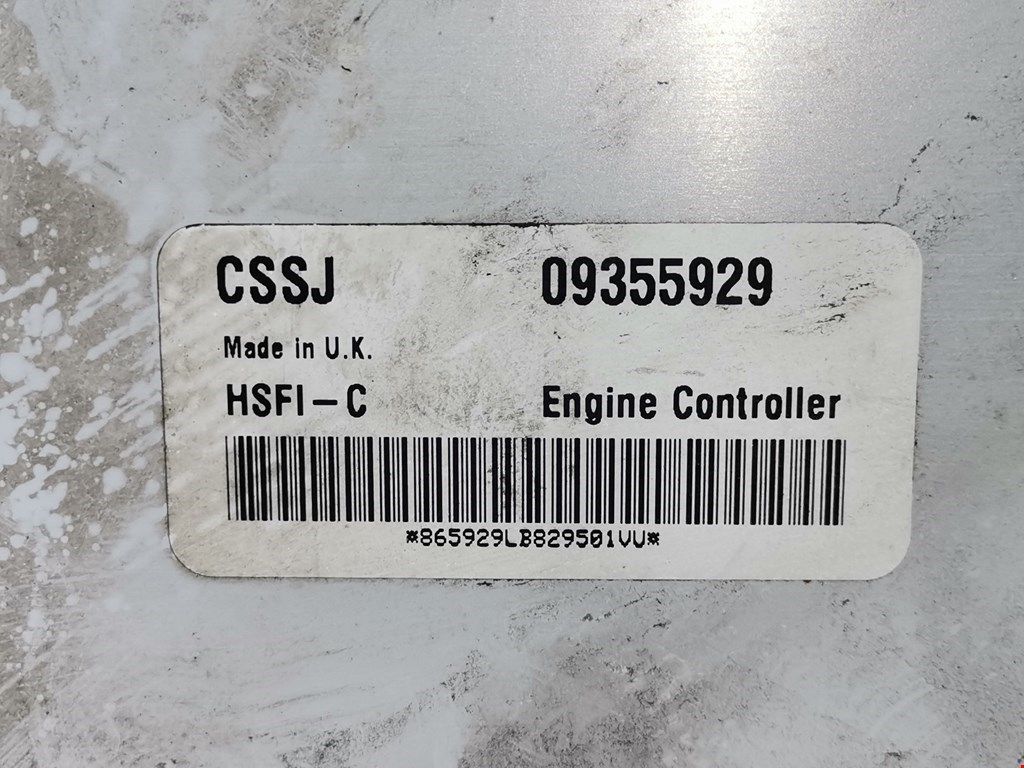 CSSJ 09355929
Made in U.K.
HSFI-C Engine Controller
*865929LB829501VU*